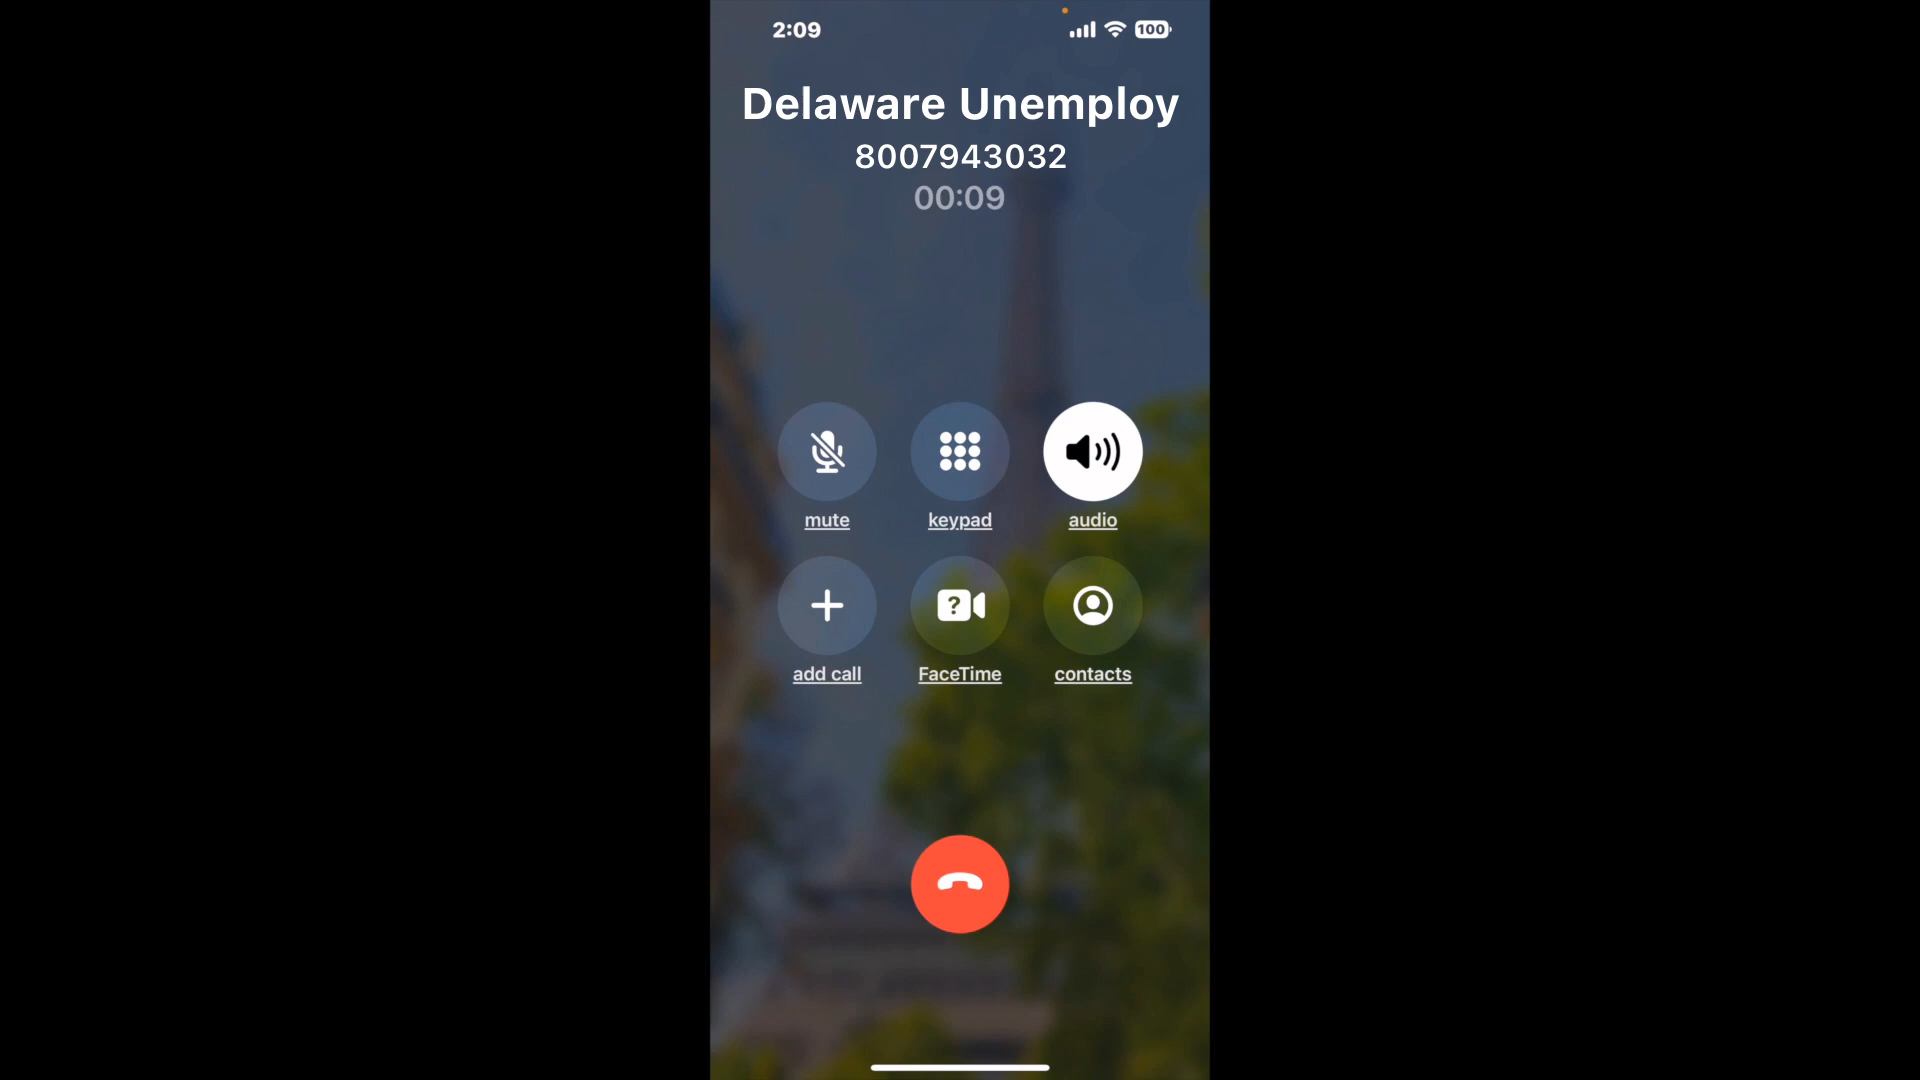 2:09
100
Delaware Unemploy
8007943032
00:09
mute
keypad
audio
?
add call
FaceTime
contacts